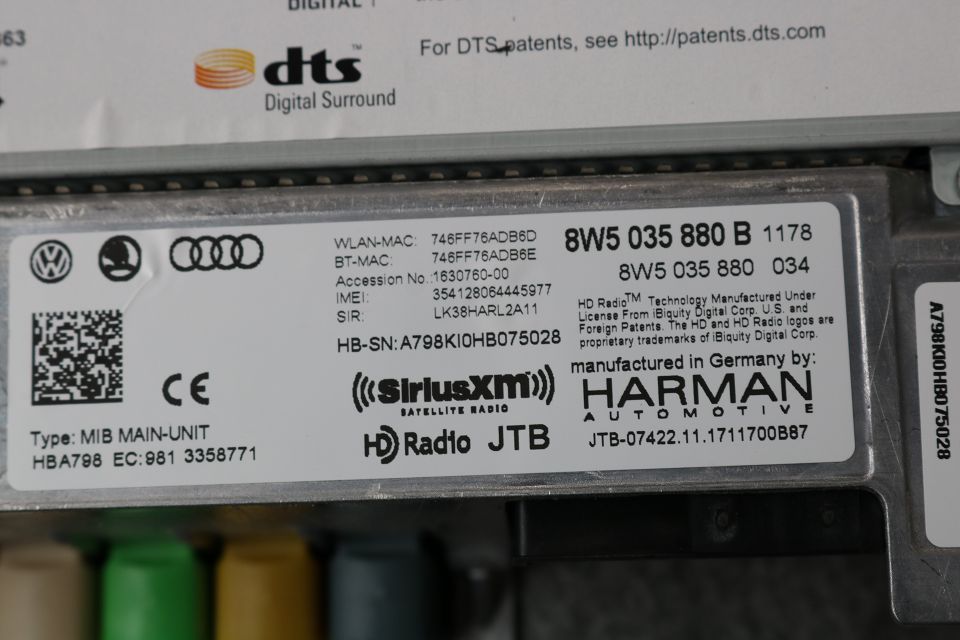 DIGITAL
863
dts™
Digital Surround
For DTS patents, see http://patents.dts.com
WLAN-MAC: 746FF76ADB6D
BT-MAC: 746FF76ADB6E
Accession No.:1630760-00
IMEI: 354128064445977
SIR: LK38HARL2A11
HB-SN: A798KI0HB075028
SiriusXM
SATELLITE RADIO
HD Radio JTB
8W5 035 880 B 1178
8W5 035 880 034
HD Radio™ Technology Manufactured Under
License From iBiquity Digital Corp. U.S. and
Foreign Patents. The HD and HD Radio logos are
proprietary trademarks of iBiquity Digital Corp.
manufactured in Germany by:
HARMAN
AUTOMOTIVE
JTB-07422.11.1711700B87
CE
Type: MIB MAIN-UNIT
HBA798 EC:981 3358771
A798KI0HB075028